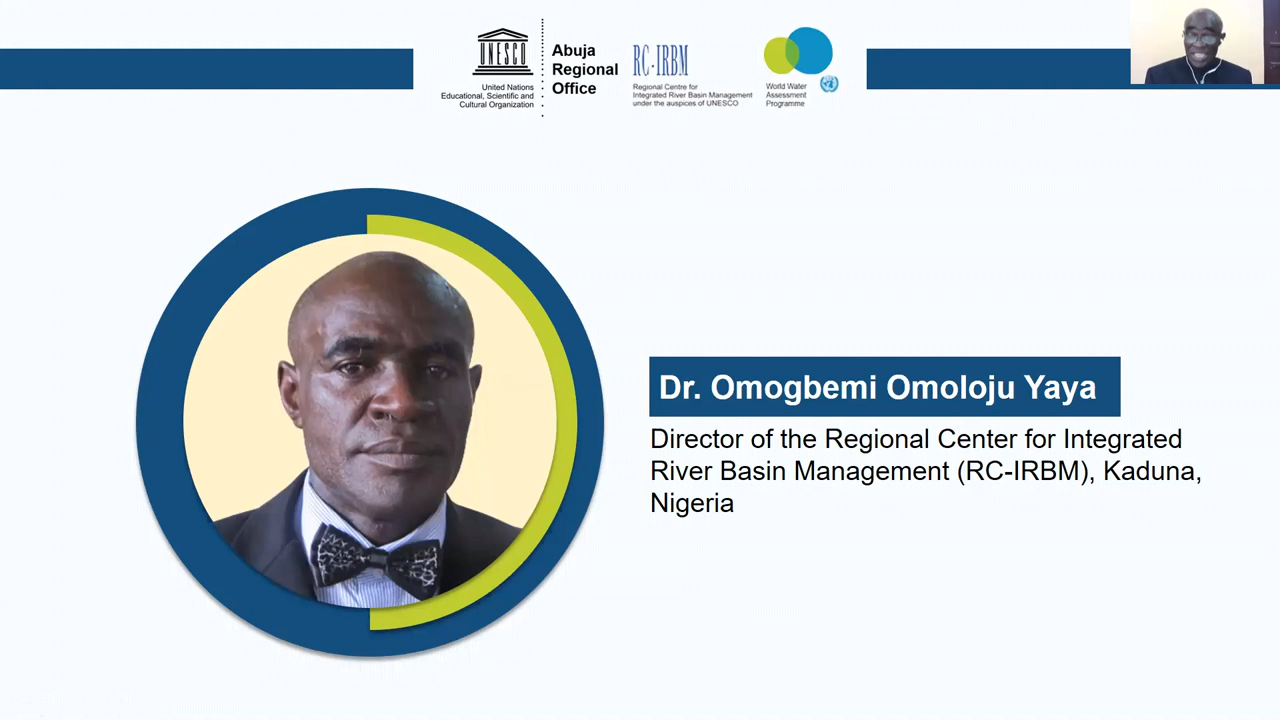 UNESCO
United Nations
Educational, Scientific and
Cultural Organization
Abuja
Regional
Office
RC-IRBM
Regional Centre for
Integrated River Basin Management
under the auspices of UNESCO
World Water
Assessment
Programme
Dr. Omogbemi Omoloju Yaya
Director of the Regional Center for Integrated
River Basin Management (RC-IRBM), Kaduna,
Nigeria